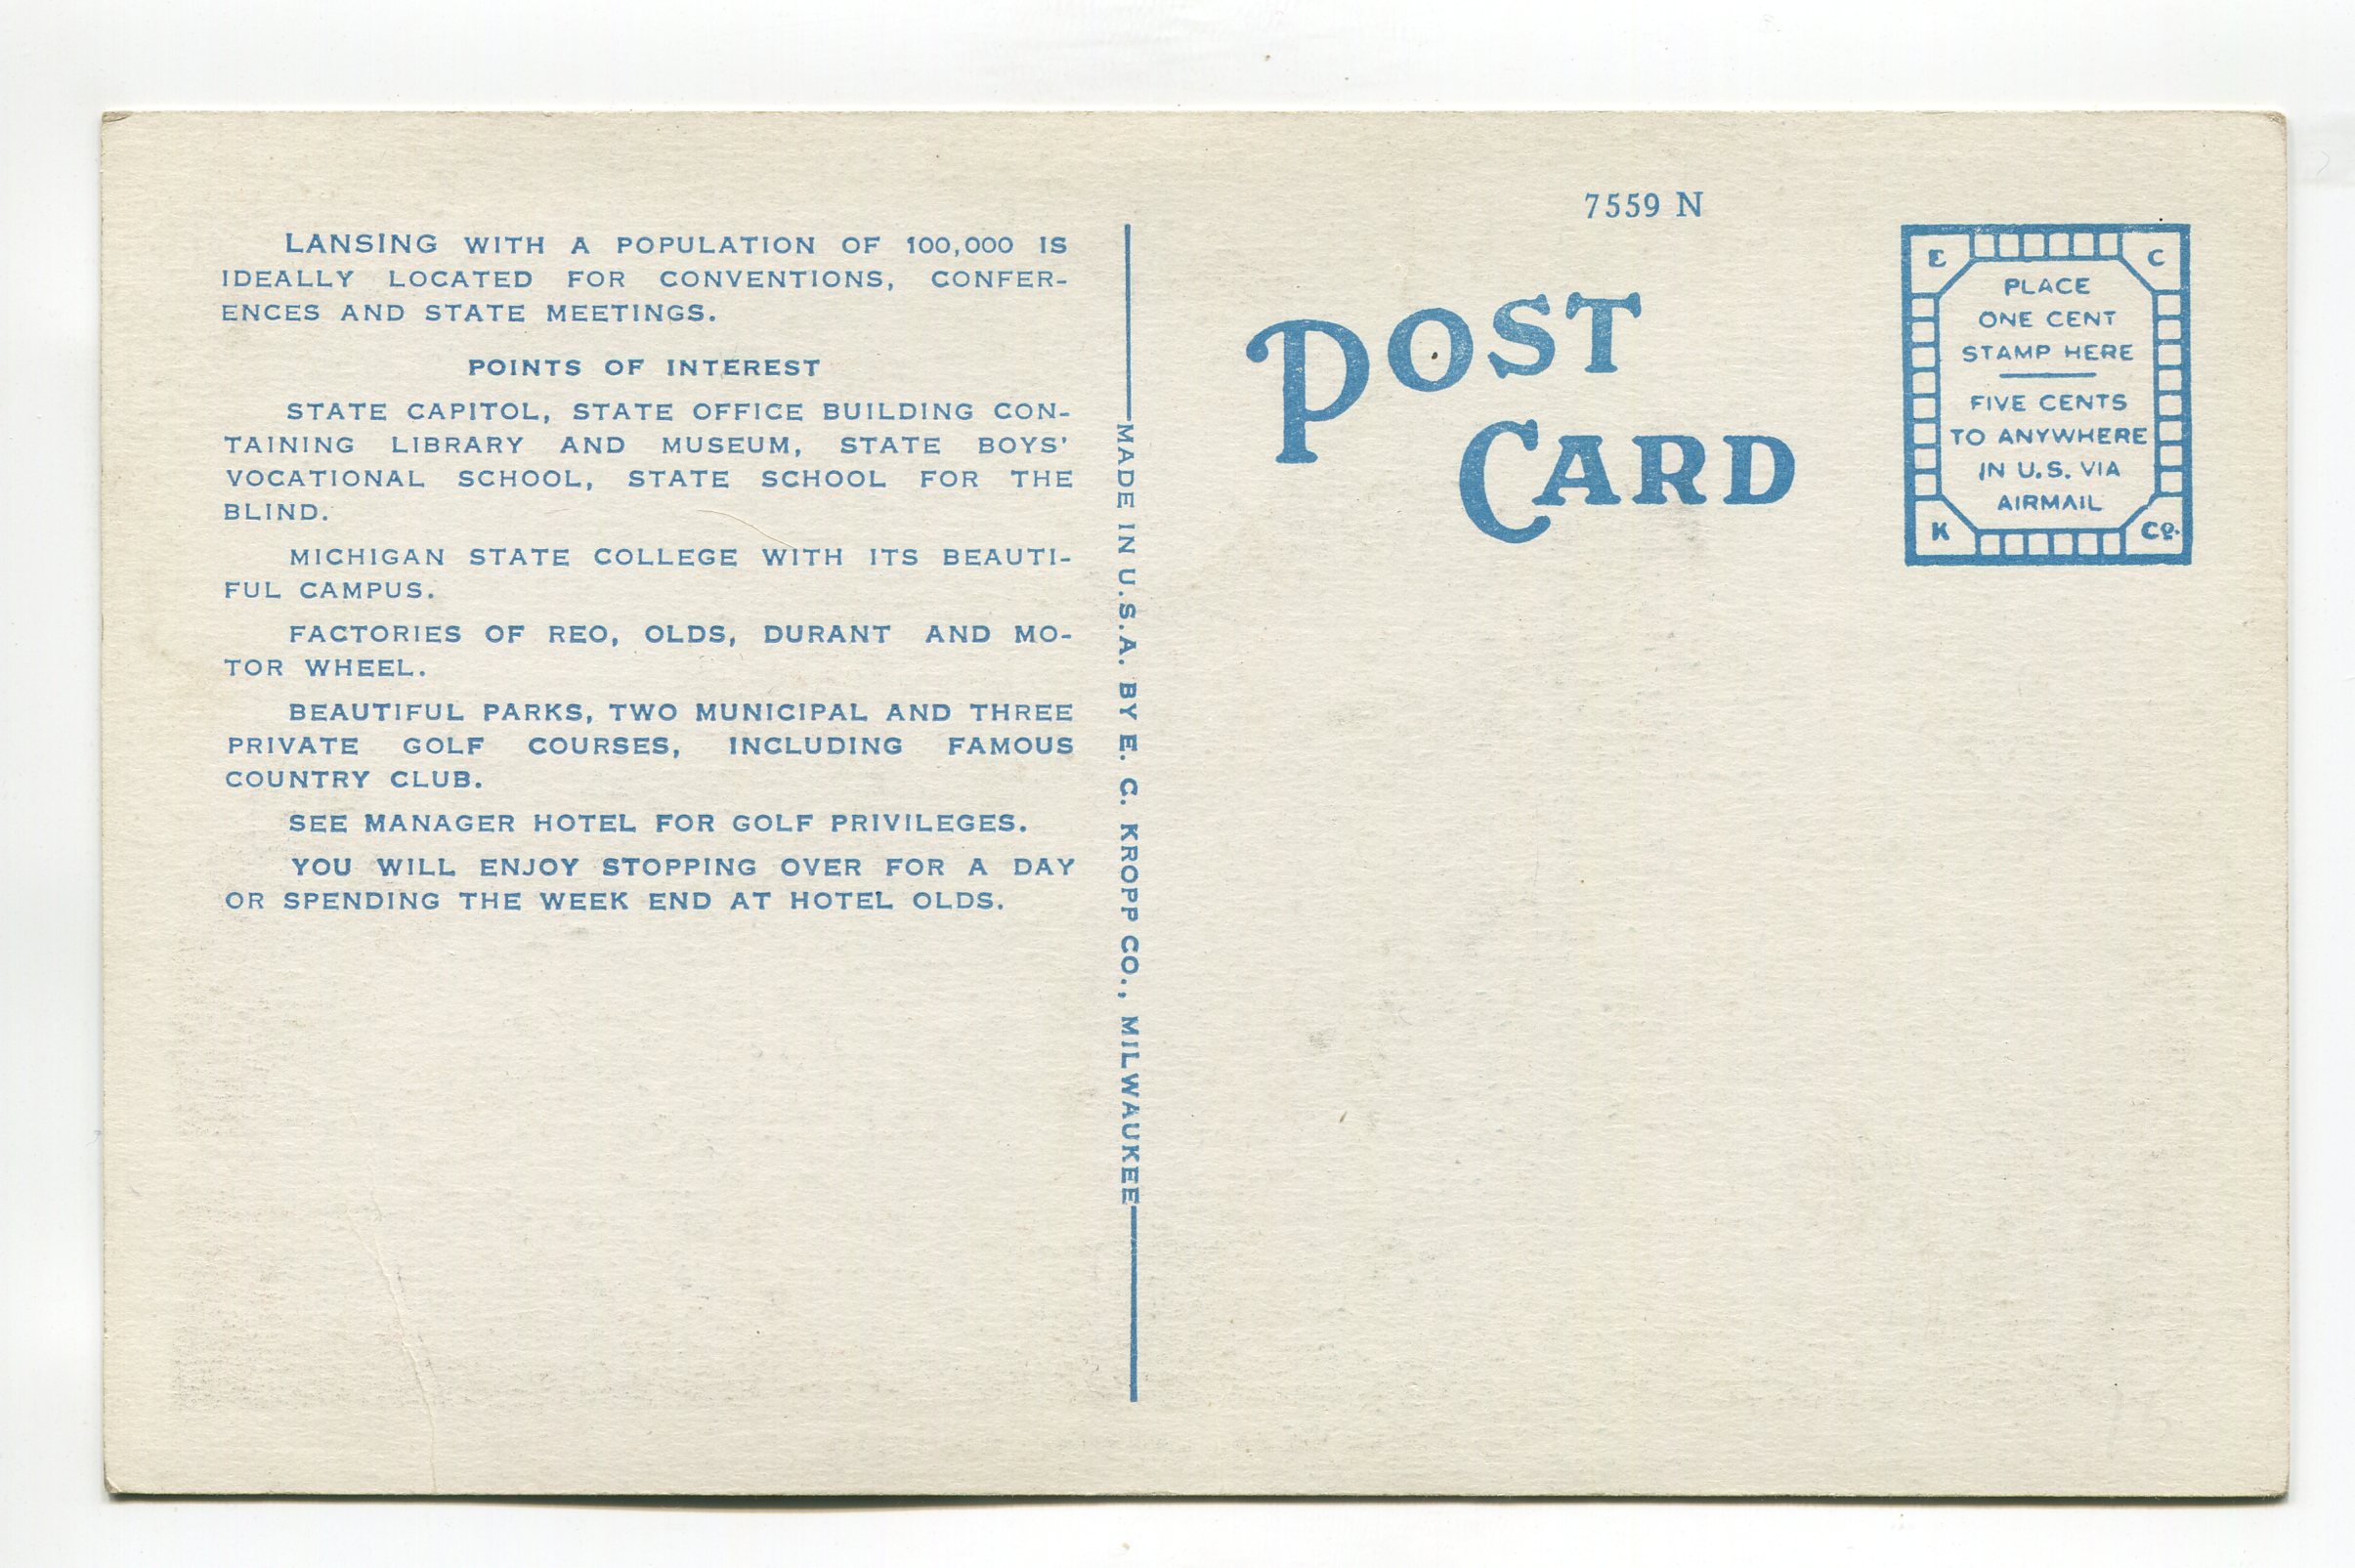 LANSING WITH A POPULATION OF 100,000 IS
IDEALLY LOCATED FOR CONVENTIONS, CONFER-
ENCES AND STATE MEETINGS.
POINTS OF INTEREST
STATE CAPITOL, STATE OFFICE BUILDING CON-
TAINING LIBRARY AND MUSEUM, STATE BOYS'
VOCATIONAL SCHOOL, STATE SCHOOL FOR THE
BLIND.
MICHIGAN STATE COLLEGE WITH ITS BEAUTI-
FUL CAMPUS.
FACTORIES OF REO, OLDS, DURANT AND MO-
TOR WHEEL.
BEAUTIFUL PARKS, TWO MUNICIPAL AND THREE
PRIVATE GOLF COURSES, INCLUDING FAMOUS
COUNTRY CLUB.
SEE MANAGER HOTEL FOR GOLF PRIVILEGES.
YOU WILL ENJOY STOPPING OVER FOR A DAY
OR SPENDING THE WEEK END AT HOTEL OLDS.
MADE IN U.S.A. BY E. C. KROPP CO., MILWAUKEE
7559 N
POST
CARD
E C
PLACE
ONE CENT
STAMP HERE
FIVE CENTS
TO ANYWHERE
IN U.S. VIA
AIRMAIL
K Co.